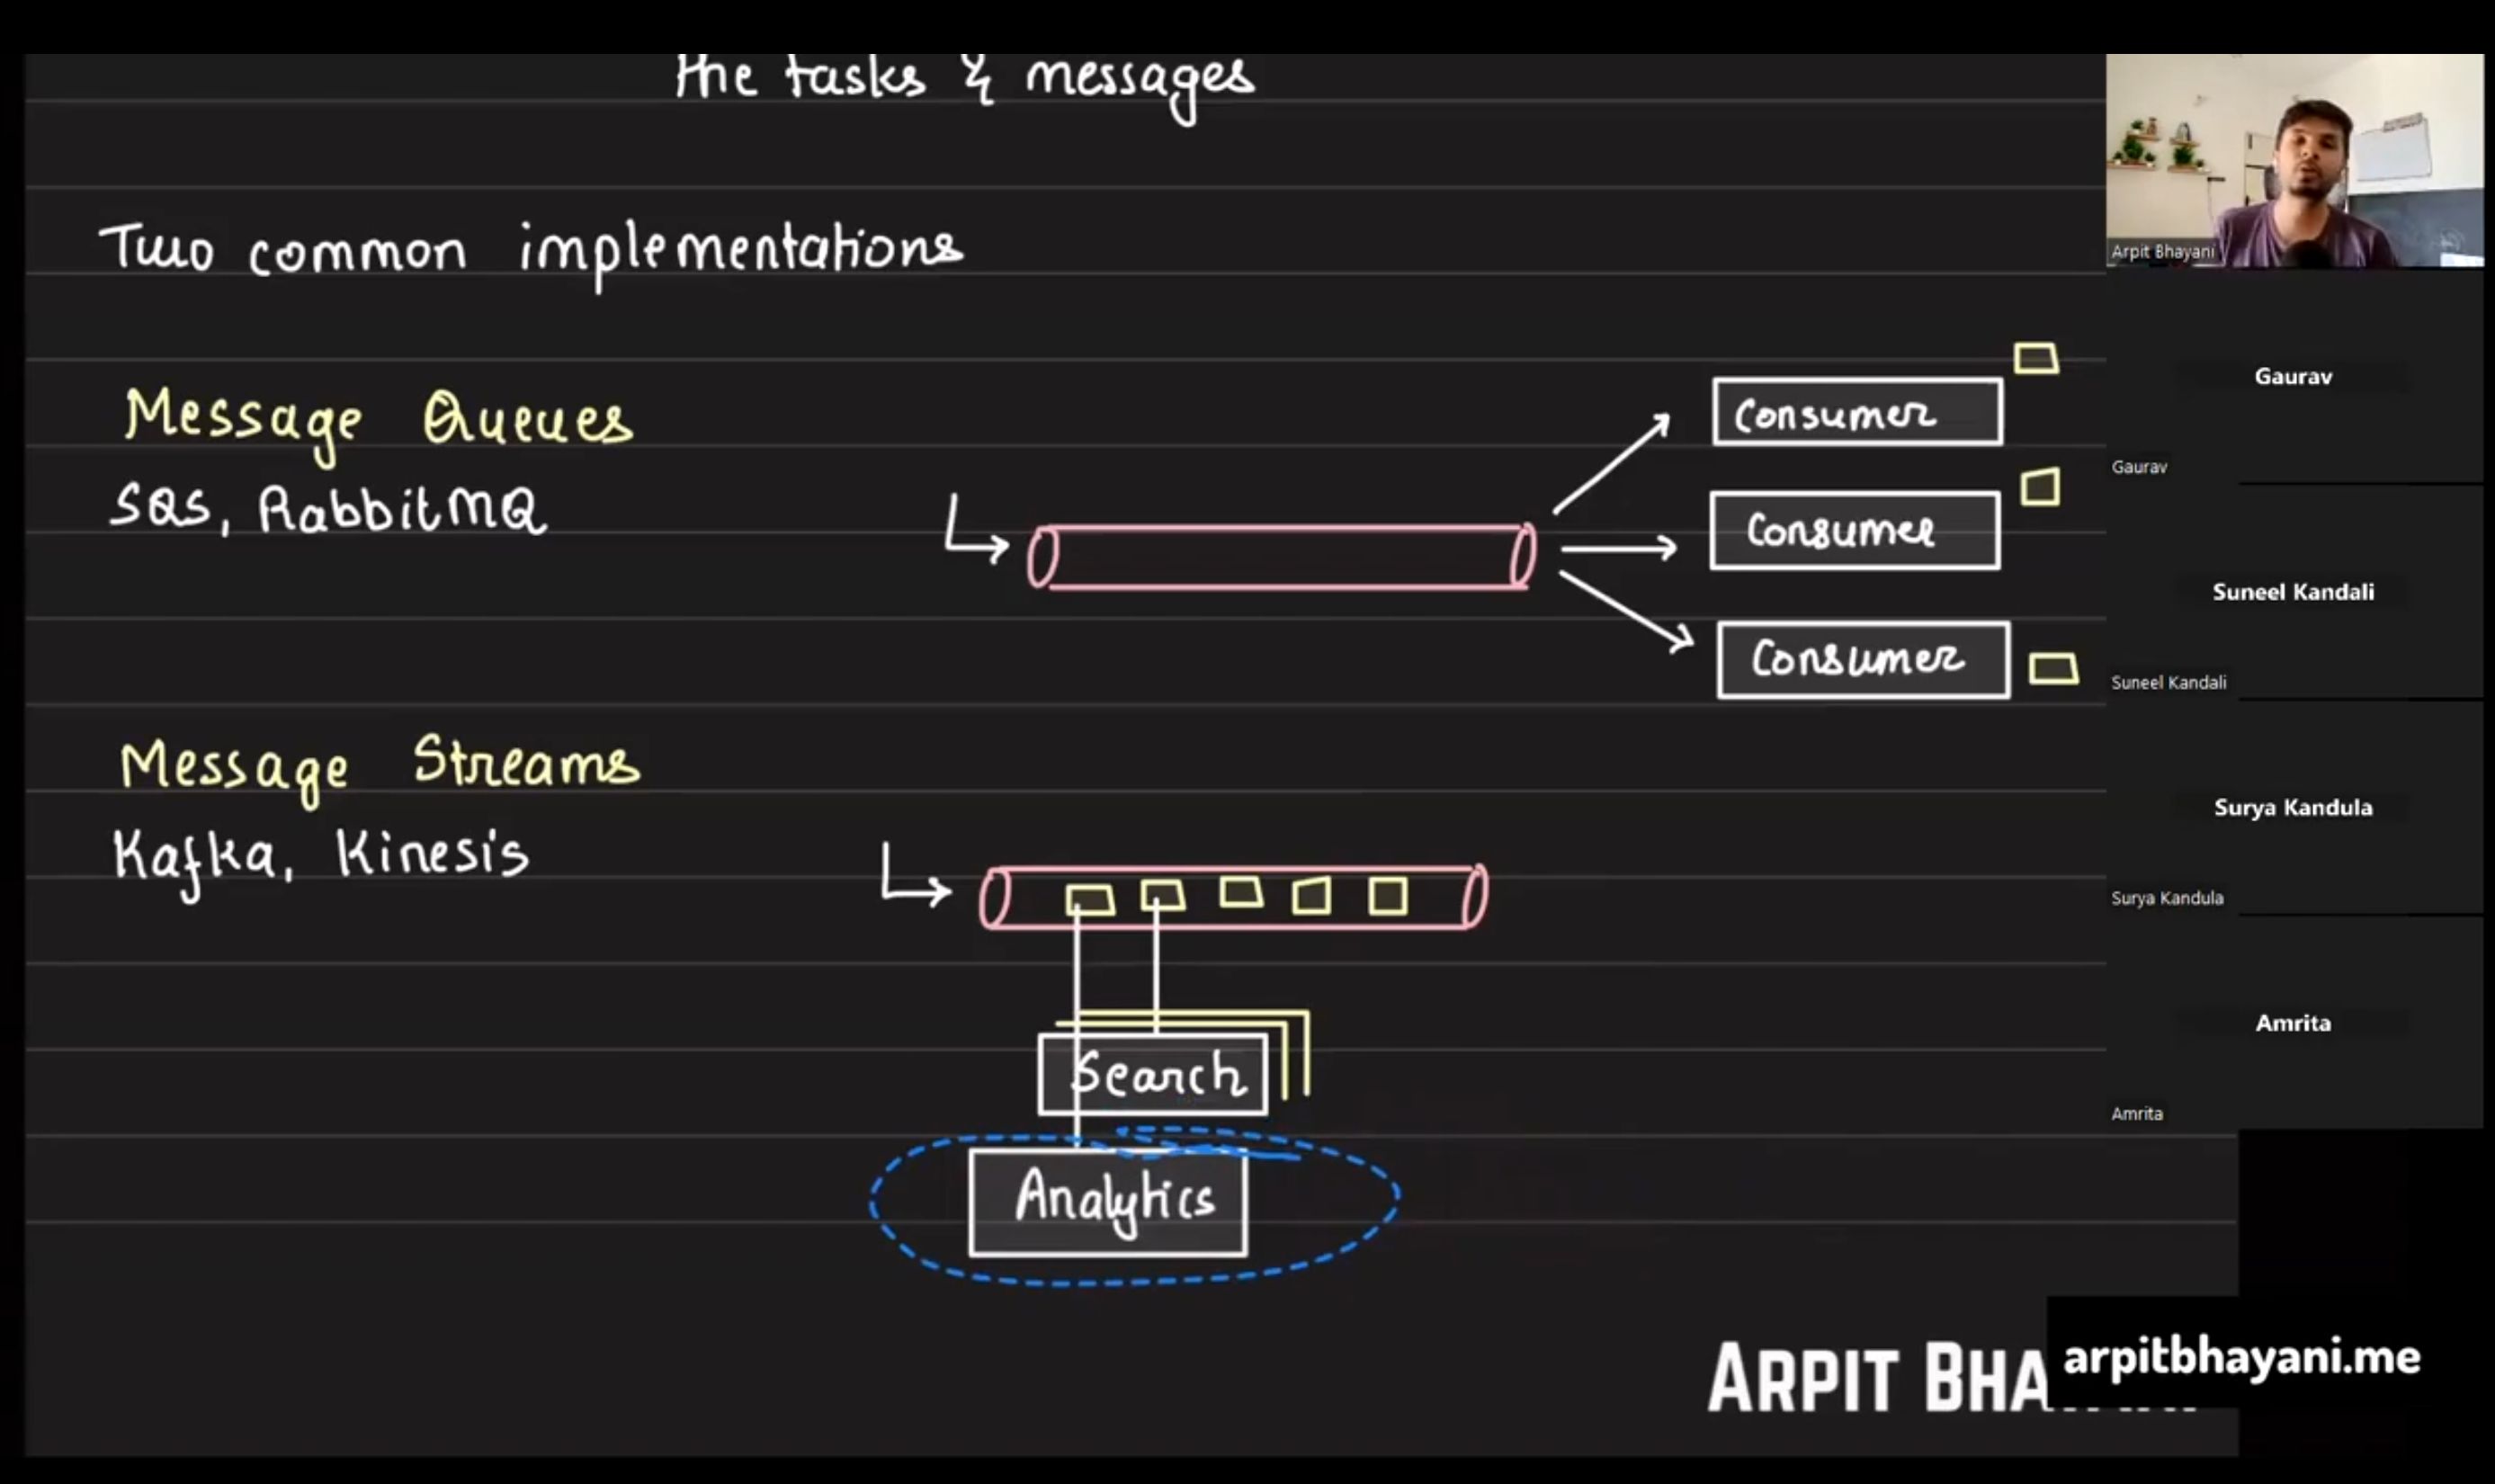 the tasks & messages
Two common implementations
Message Queues
SQS, RabbitMQ
Consumer
Consumer
Consumer
Message Streams
Kafka, Kinesis
Search
Analytics
Arpit Bhayani
Gaurav
Gaurav
Suneel Kandali
Suneel Kandali
Surya Kandula
Surya Kandula
Amrita
Amrita
ARPIT BHA
arpitbhayani.me